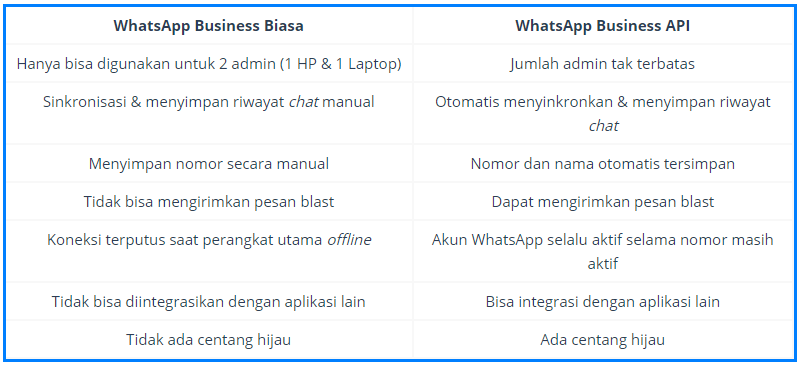 WhatsApp Business Biasa WhatsApp Business API
Hanya bisa digunakan untuk 2 admin (1 HP & 1 Laptop) Jumlah admin tak terbatas
Sinkronisasi & menyimpan riwayat chat manual Otomatis menyinkronkan & menyimpan riwayat
chat
Menyimpan nomor secara manual Nomor dan nama otomatis tersimpan
Tidak bisa mengirimkan pesan blast Dapat mengirimkan pesan blast
Koneksi terputus saat perangkat utama offline Akun WhatsApp selalu aktif selama nomor masih
aktif
Tidak bisa diintegrasikan dengan aplikasi lain Bisa integrasi dengan aplikasi lain
Tidak ada centang hijau Ada centang hijau